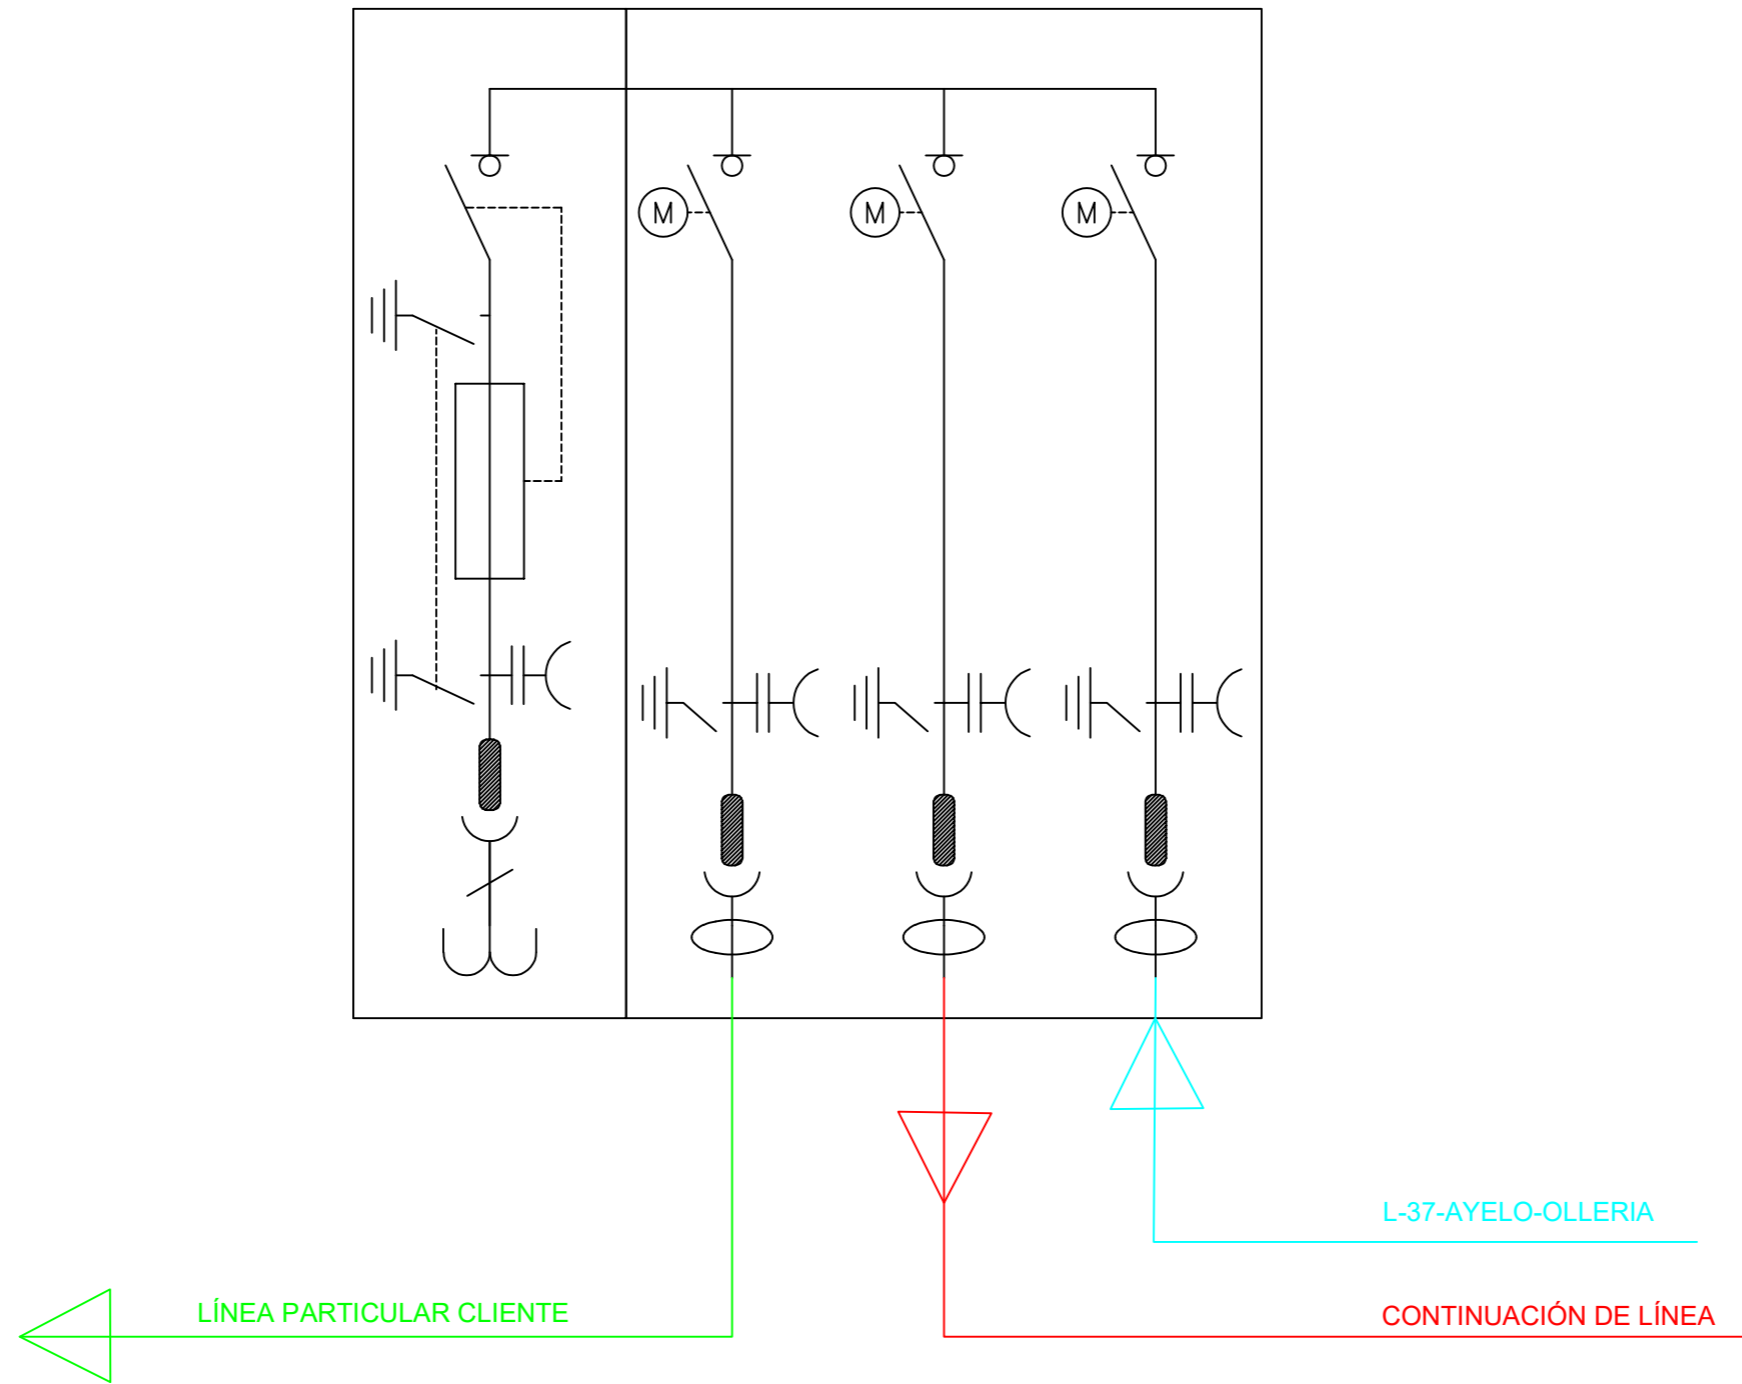 M
M
M
L-37-AYELO-OLLERIA
LÍNEA PARTICULAR CLIENTE
CONTINUACIÓN DE LÍNEA